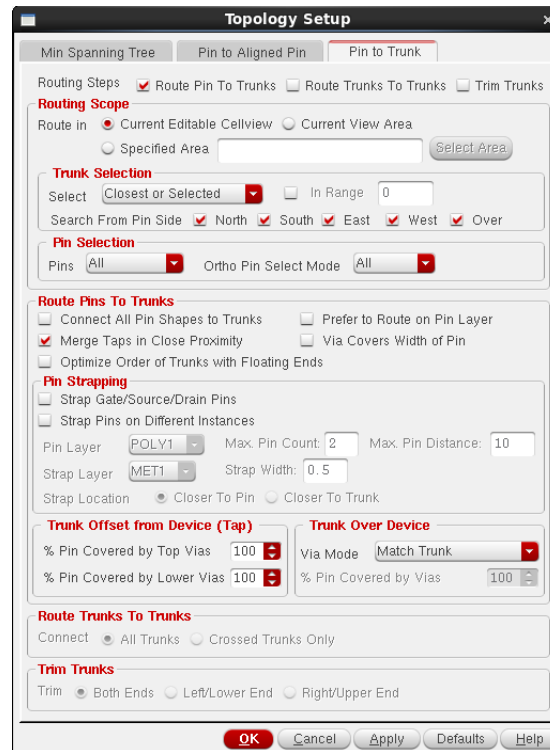 Topology Setup
Min Spanning Tree Pin to Aligned Pin Pin to Trunk
Routing Steps Route Pin To Trunks Route Trunks To Trunks Trim Trunks
Routing Scope
Route in Current Editable Cellview Current View Area
Specified Area Select Area
Trunk Selection
Select Closest or Selected In Range 0
Search From Pin Side North South East West Over
Pin Selection
Pins All Ortho Pin Select Mode All
Route Pins To Trunks
Connect All Pin Shapes to Trunks Prefer to Route on Pin Layer
Merge Taps in Close Proximity Via Covers Width of Pin
Optimize Order of Trunks with Floating Ends
Pin Strapping
Strap Gate/Source/Drain Pins
Strap Pins on Different Instances
Pin Layer POLY1 Max. Pin Count: 2 Max. Pin Distance: 10
Strap Layer MET1 Strap Width: 0.5
Strap Location Closer To Pin Closer To Trunk
Trunk Offset from Device (Tap) Trunk Over Device
% Pin Covered by Top Vias 100 Via Mode Match Trunk
% Pin Covered by Lower Vias 100 % Pin Covered by Vias 100
Route Trunks To Trunks
Connect All Trunks Crossed Trunks Only
Trim Trunks
Trim Both Ends Left/Lower End Right/Upper End
OK Cancel Apply Defaults Help